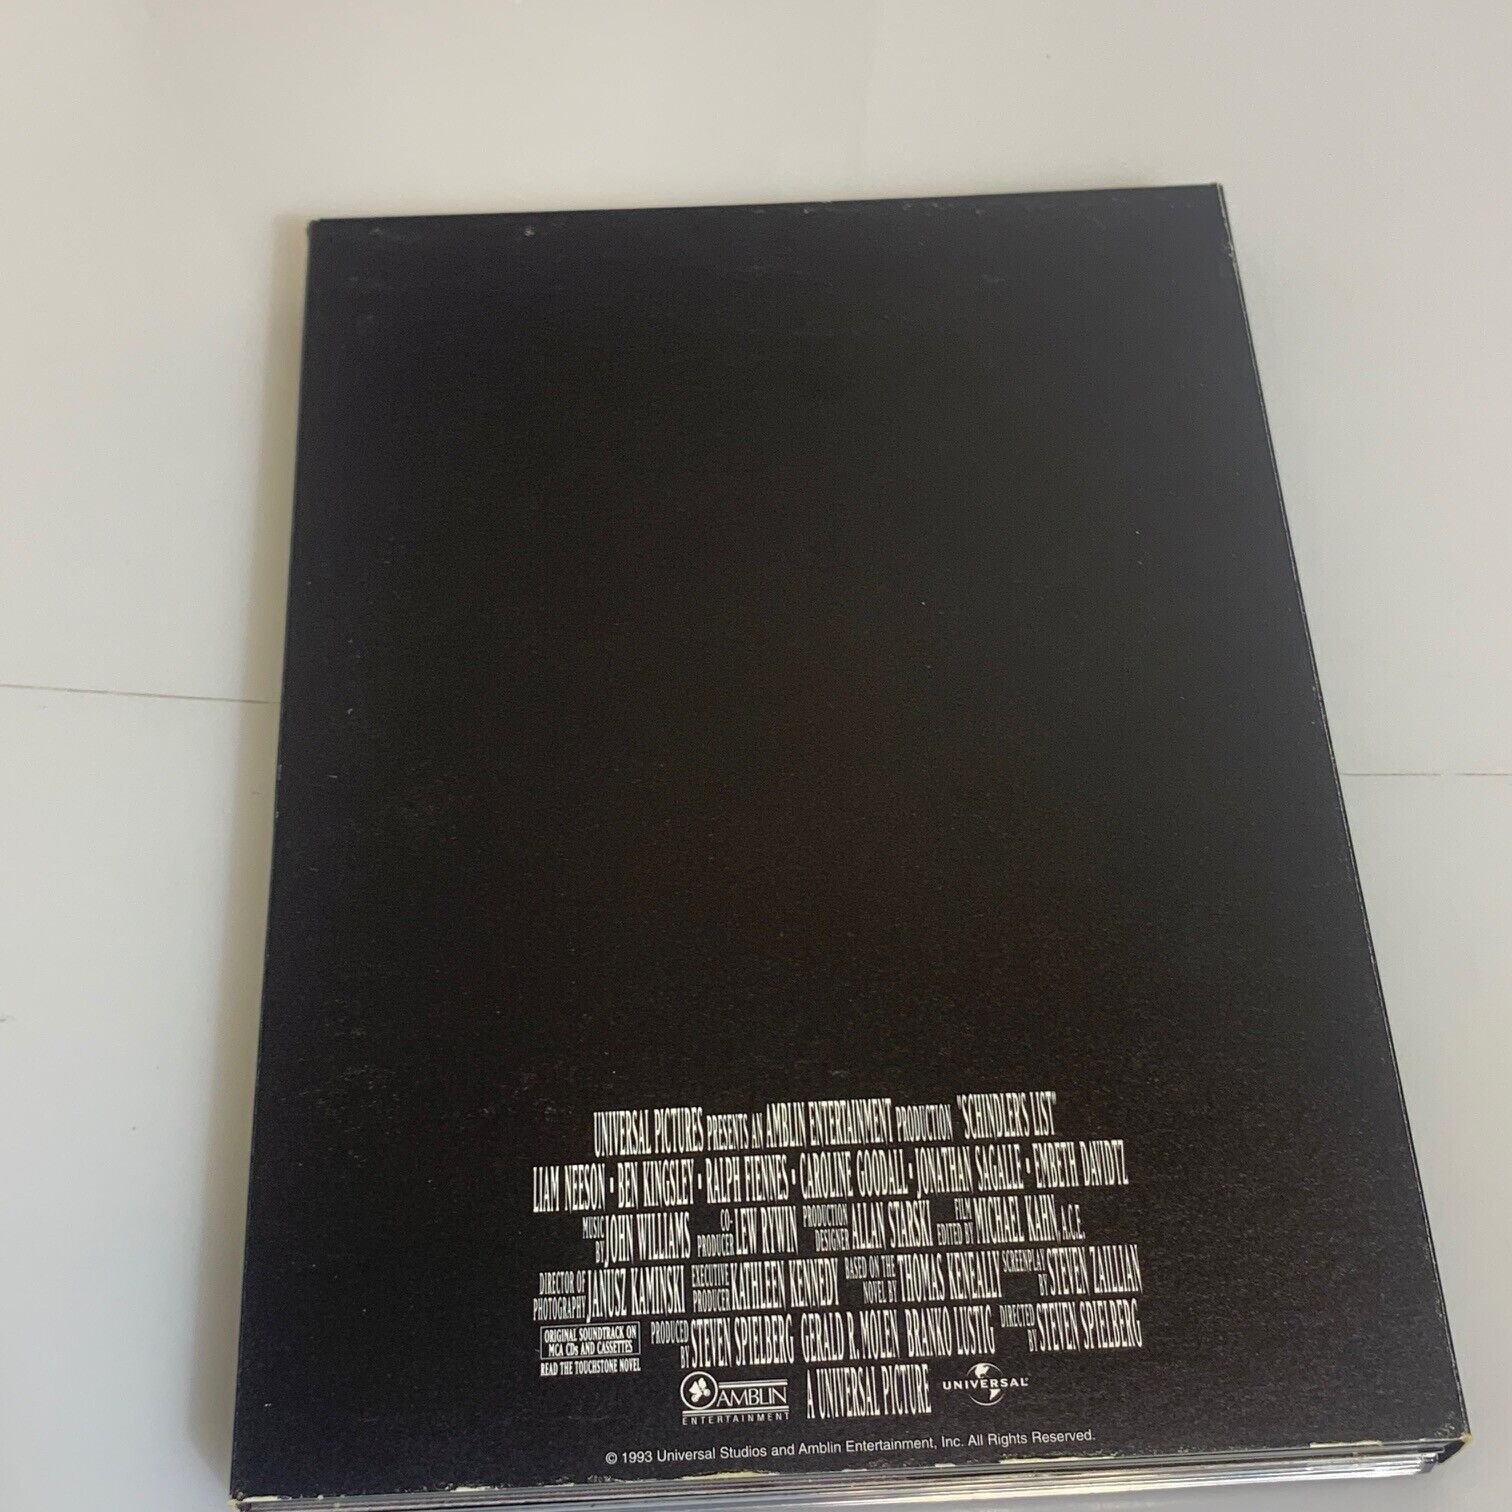 UNIVERSAL PICTURES PRESENTS AN AMBLIN ENTERTAINMENT PRODUCTION "SCHINDLER'S LIST"
LIAM NEESON • BEN KINGSLEY • RALPH FIENNES • CAROLINE GOODALL • JONATHAN SAGALLE • EMBETH DAVIDTZ
MUSIC BY JOHN WILLIAMS CO-PRODUCER LEW RYWIN PRODUCTION DESIGNER ALLAN STARSKI FILM EDITED BY MICHAEL KAHN, A.C.E.
DIRECTOR OF PHOTOGRAPHY JANUSZ KAMINSKI EXECUTIVE PRODUCER KATHLEEN KENNEDY BASED ON THE NOVEL BY THOMAS KENEALLY SCREENPLAY BY STEVEN ZAILLIAN
ORIGINAL SOUNDTRACK ON
MCA CDs AND CASSETTES
READ THE TOUCHSTONE NOVEL
PRODUCED BY STEVEN SPIELBERG GERALD R. MOLEN BRANKO LUSTIG DIRECTED BY STEVEN SPIELBERG
AMBLIN
ENTERTAINMENT
A UNIVERSAL PICTURE
UNIVERSAL
© 1993 Universal Studios and Amblin Entertainment, Inc. All Rights Reserved.